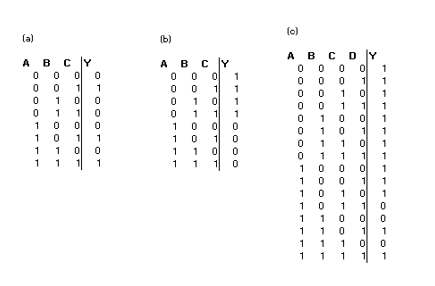 (a)
A B C Y
0 0 0 0
0 0 1 1
0 1 0 0
0 1 1 0
1 0 0 0
1 0 1 1
1 1 0 0
1 1 1 1
(b)
A B C Y
0 0 0 1
0 0 1 1
0 1 0 1
0 1 1 1
1 0 0 0
1 0 1 0
1 1 0 0
1 1 1 0
(c)
A B C D Y
0 0 0 0 1
0 0 0 1 1
0 0 1 0 1
0 0 1 1 1
0 1 0 0 1
0 1 0 1 1
0 1 1 0 1
0 1 1 1 1
1 0 0 0 1
1 0 0 1 1
1 0 1 0 1
1 0 1 1 0
1 1 0 0 0
1 1 0 1 1
1 1 1 0 0
1 1 1 1 1